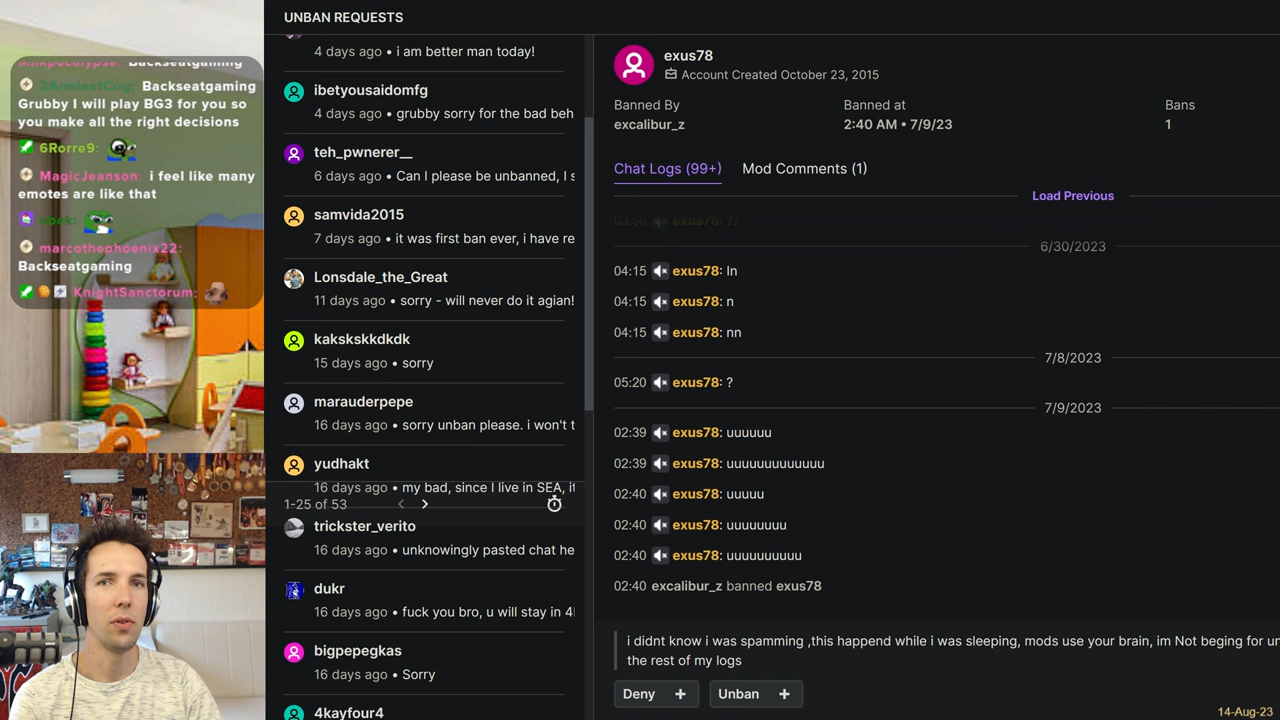 UNBAN REQUESTS
Backseatgaming
2ArmiestCog: Backseatgaming
Grubby I will play BG3 for you so
you make all the right decisions
6Rorre9:
MagicJeanson: i feel like many
emotes are like that
marcothephoenix22:
Backseatgaming
KnightSanctorum:
4 days ago • i am better man today!
ibetyousaidomfg
4 days ago • grubby sorry for the bad beh
teh_pwnerer__
6 days ago • Can I please be unbanned, I s
samvida2015
7 days ago • it was first ban ever, i have re
Lonsdale_the_Great
11 days ago • sorry - will never do it agian!
kakskskkdkdk
15 days ago • sorry
marauderpepe
16 days ago • sorry unban please. i won't t
yudhakt
16 days ago • my bad, since I live in SEA, it
1-25 of 53
trickster_verito
16 days ago • unknowingly pasted chat he
dukr
16 days ago • fuck you bro, u will stay in 4
bigpepegkas
16 days ago • Sorry
4kayfour4
exus78
Account Created October 23, 2015
Banned By Banned at Bans
excalibur_z 2:40 AM • 7/9/23 1
Chat Logs (99+) Mod Comments (1)
Load Previous
03:50 exus78: ??
6/30/2023
04:15 exus78: ln
04:15 exus78: n
04:15 exus78: nn
7/8/2023
05:20 exus78: ?
7/9/2023
02:39 exus78: uuuuuu
02:39 exus78: uuuuuuuuuuuuu
02:40 exus78: uuuuu
02:40 exus78: uuuuuuuu
02:40 exus78: uuuuuuuuuu
02:40 excalibur_z banned exus78
i didnt know i was spamming ,this happend while i was sleeping, mods use your brain, im Not beging for un
the rest of my logs
Deny + Unban +
14-Aug-23